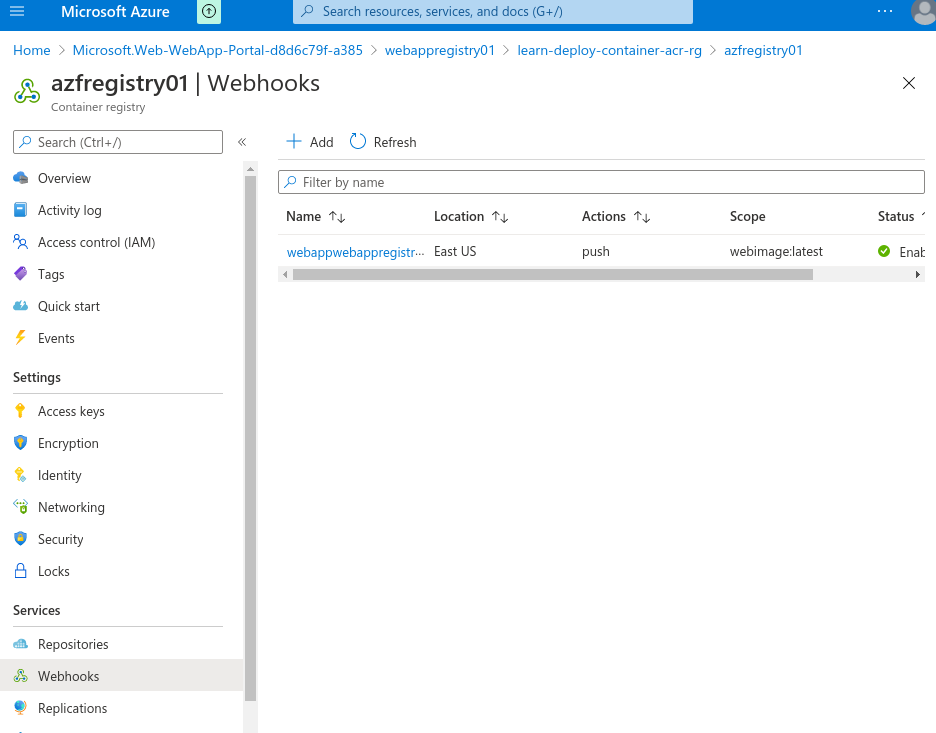 Microsoft Azure
Search resources, services, and docs (G+/)
...
Home > Microsoft.Web-WebApp-Portal-d8d6c79f-a385 > webappregistry01 > learn-deploy-container-acr-rg > azfregistry01
azfregistry01 | Webhooks
Container registry
Search (Ctrl+/)
«
Overview
Activity log
Access control (IAM)
Tags
Quick start
Events
Settings
Access keys
Encryption
Identity
Networking
Security
Locks
Services
Repositories
Webhooks
Replications
Add Refresh
Filter by name
Name ↑↓ Location ↑↓ Actions ↑↓ Scope Status
webappwebappregistr... East US push webimage:latest Enab